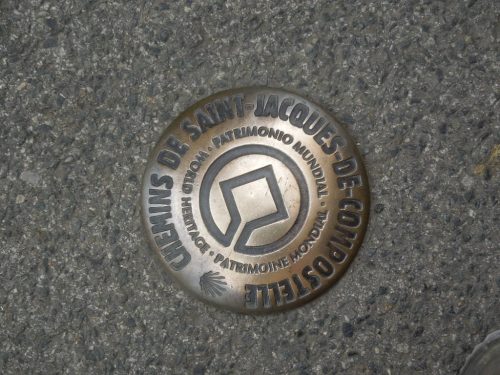 CHEMINS DE SAINT-JACQUES-DE-COMPOSTELLE
WORLD HERITAGE • PATRIMONIO MUNDIAL • PATRIMOINE MONDIAL •